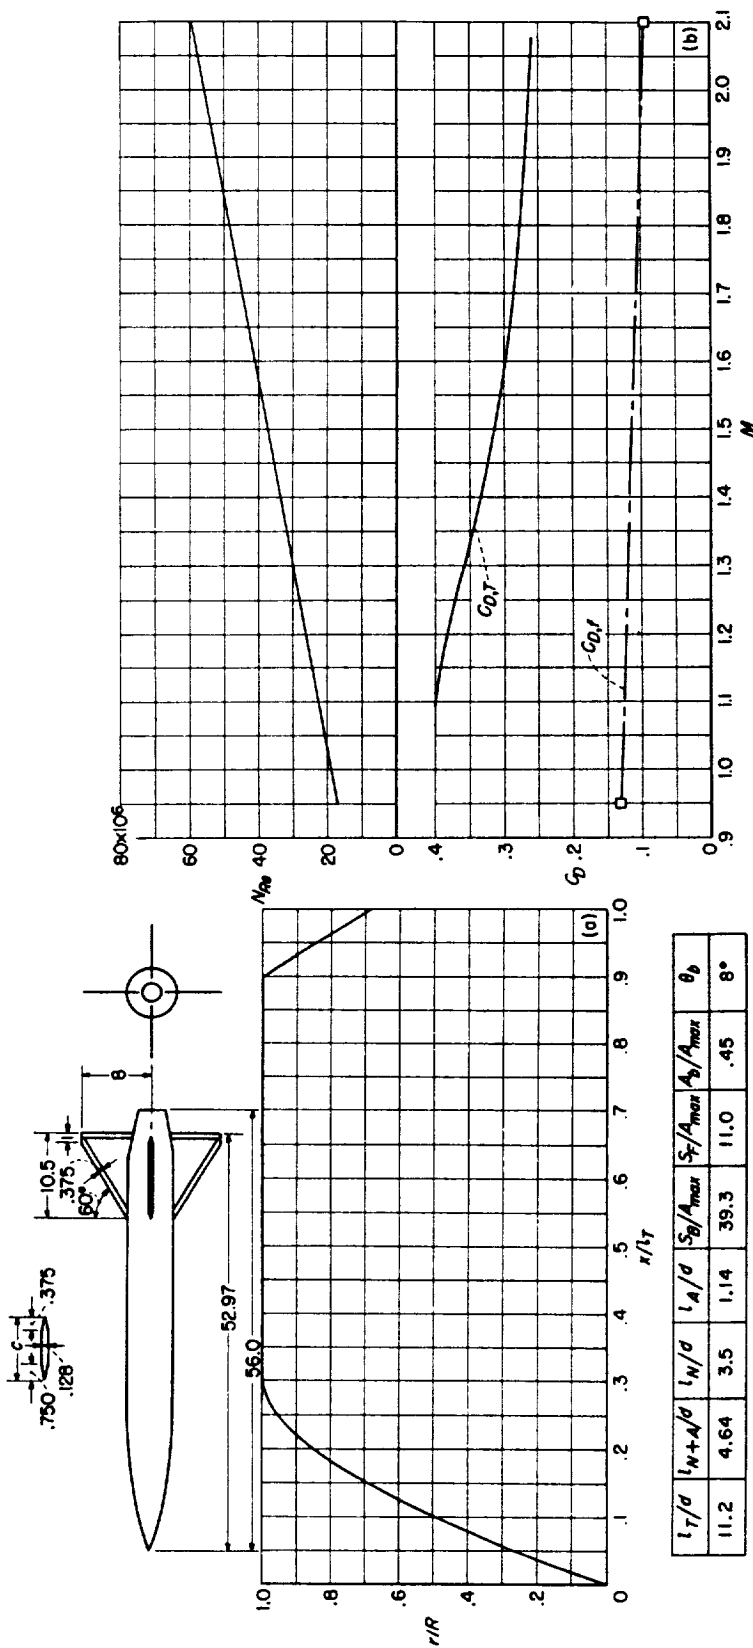 .750
c
.375
.128
10.5
.375
60°
1
8
52.97
56.0
r/R
1.0
.8
.6
.4
.2
0
0 .1 .2 .3 .4 .5 .6 .7 .8 .9 1.0
x/l_T
(a)
l_T/d l_N+A/d l_N/d l_A/d S_B/A_max S_F/A_max A_b/A_max θ_b
11.2 4.64 3.5 1.14 39.3 11.0 .45 8°
80x10⁶
60
N_Re 40
20
0
.4
.3
C_D .2
.1
0
C_D,T
C_D,f
.9 1.0 1.1 1.2 1.3 1.4 1.5 1.6 1.7 1.8 1.9 2.0 2.1
M
(b)